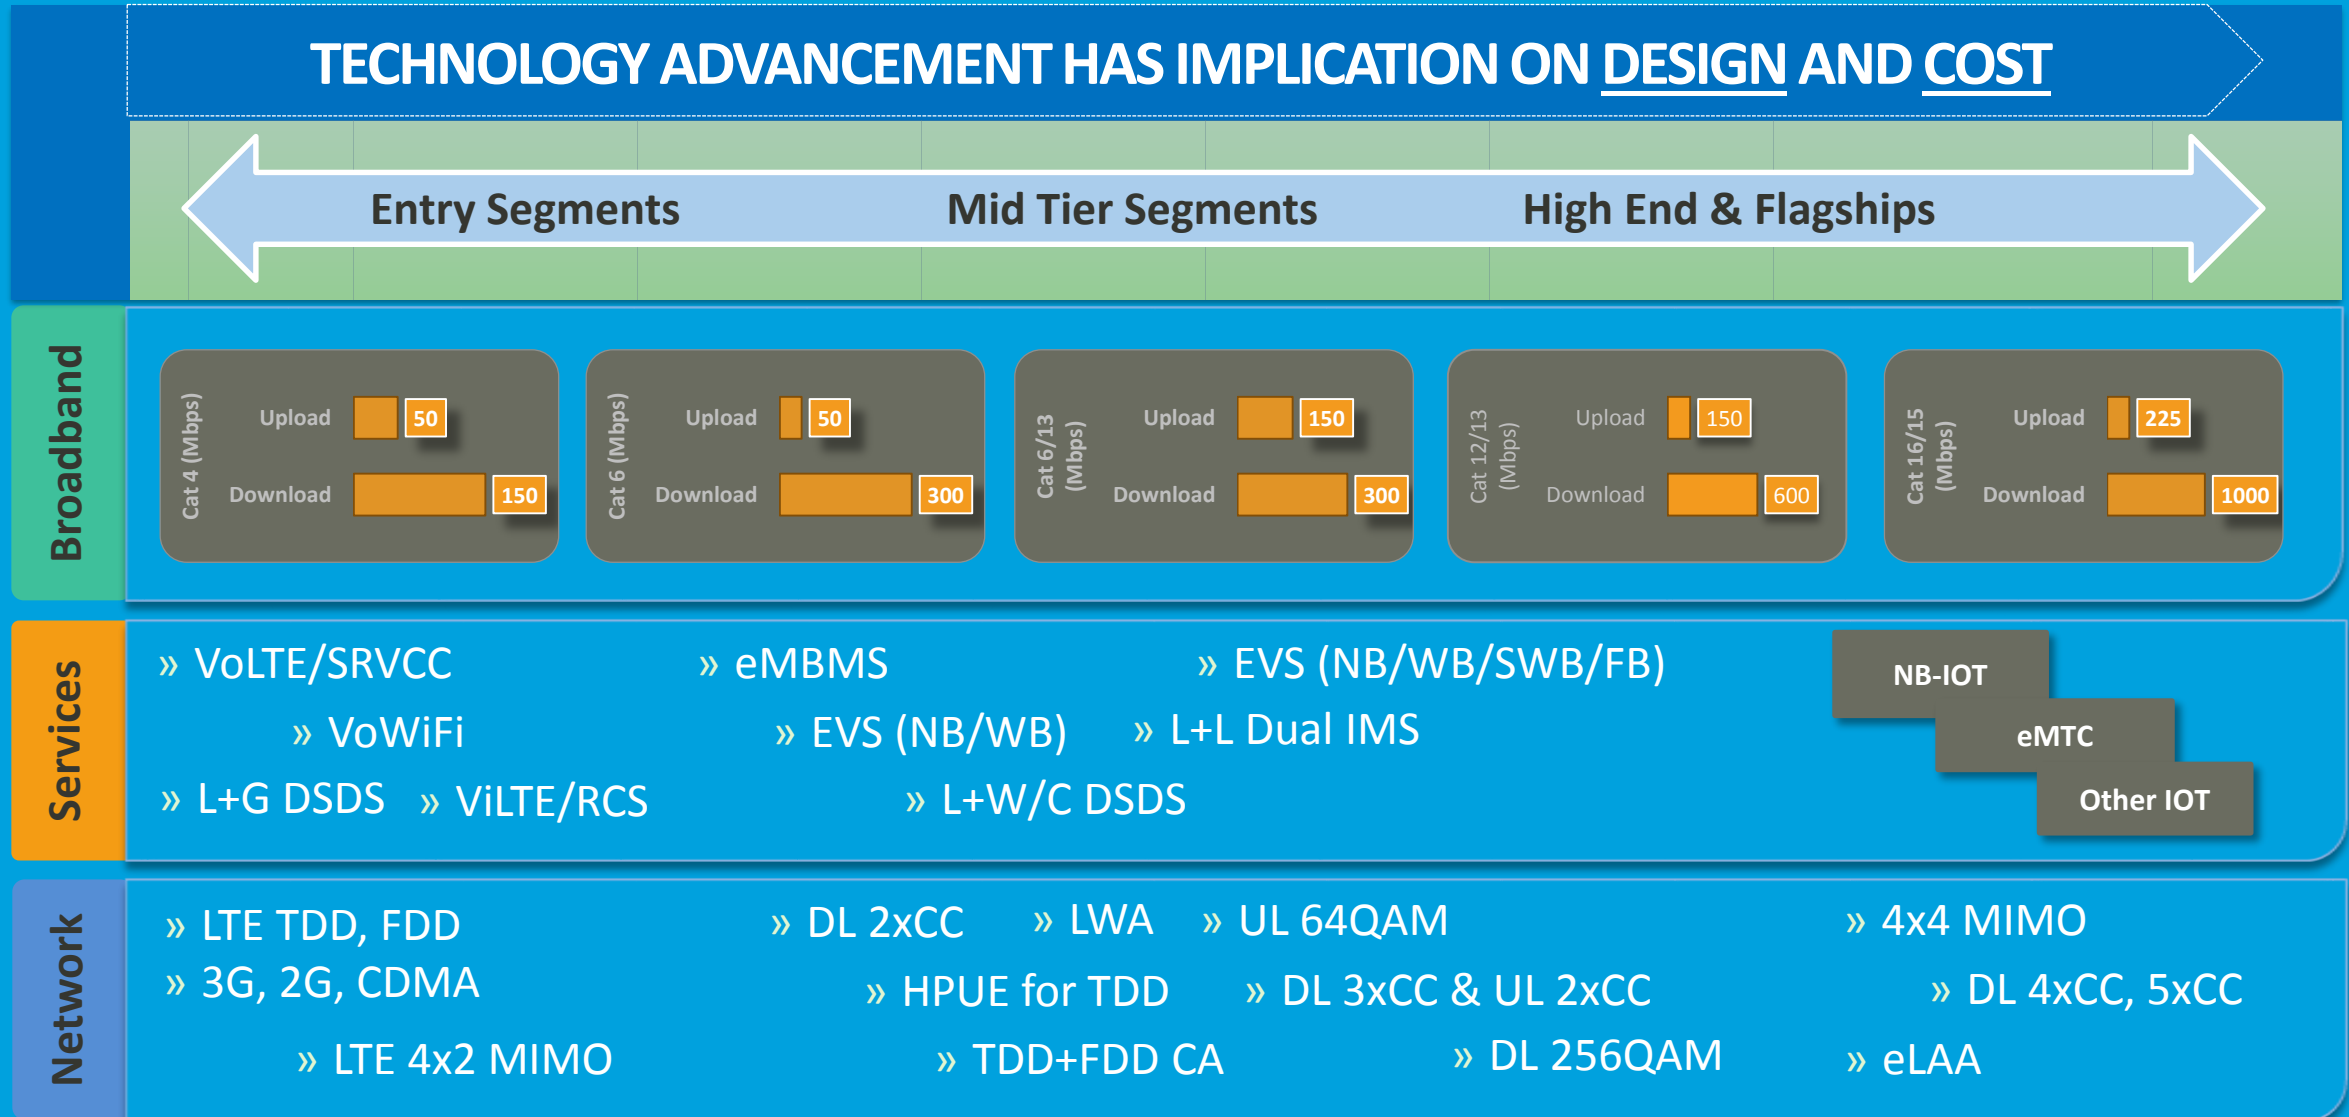 TECHNOLOGY ADVANCEMENT HAS IMPLICATION ON DESIGN AND COST
Entry Segments
Mid Tier Segments
High End & Flagships
Broadband
Cat 4 (Mbps)
Upload
50
Download
150
Cat 6 (Mbps)
Upload
50
Download
300
Cat 6/13
(Mbps)
Upload
150
Download
300
Cat 12/13
(Mbps)
Upload
150
Download
600
Cat 16/15
(Mbps)
Upload
225
Download
1000
Services
» VoLTE/SRVCC
» eMBMS
» EVS (NB/WB/SWB/FB)
» VoWiFi
» EVS (NB/WB)
» L+L Dual IMS
» L+G DSDS
» ViLTE/RCS
» L+W/C DSDS
NB-IOT
eMTC
Other IOT
Network
» LTE TDD, FDD
» DL 2xCC
» LWA
» UL 64QAM
» 4x4 MIMO
» 3G, 2G, CDMA
» HPUE for TDD
» DL 3xCC & UL 2xCC
» DL 4xCC, 5xCC
» LTE 4x2 MIMO
» TDD+FDD CA
» DL 256QAM
» eLAA